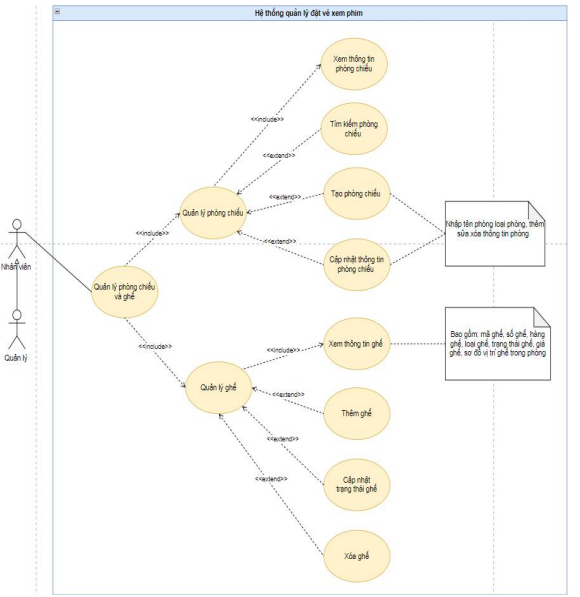 Hệ thống quản lý đặt vé xem phim
Xem thông tin
phòng chiếu
<<include>>
Tìm kiếm phòng
chiếu
<<extend>>
Tạo phòng chiếu
<<extend>>
Quản lý phòng chiếu
<<include>>
Nhập tên phòng loại phòng, thêm
sửa xóa thông tin phòng
<<extend>>
Cập nhật thông tin
phòng chiếu
Nhân viên
Quản lý phòng chiếu
và ghế
Quản lý
<<include>>
<<include>>
Xem thông tin ghế
Bao gồm: mã ghế, số ghế, hàng
ghế, loại ghế, trạng thái ghế, giá
ghế, sơ đồ vị trí ghế trong phòng
Quản lý ghế
<<extend>>
Thêm ghế
<<extend>>
<<extend>>
Cập nhật
trạng thái ghế
Xóa ghế